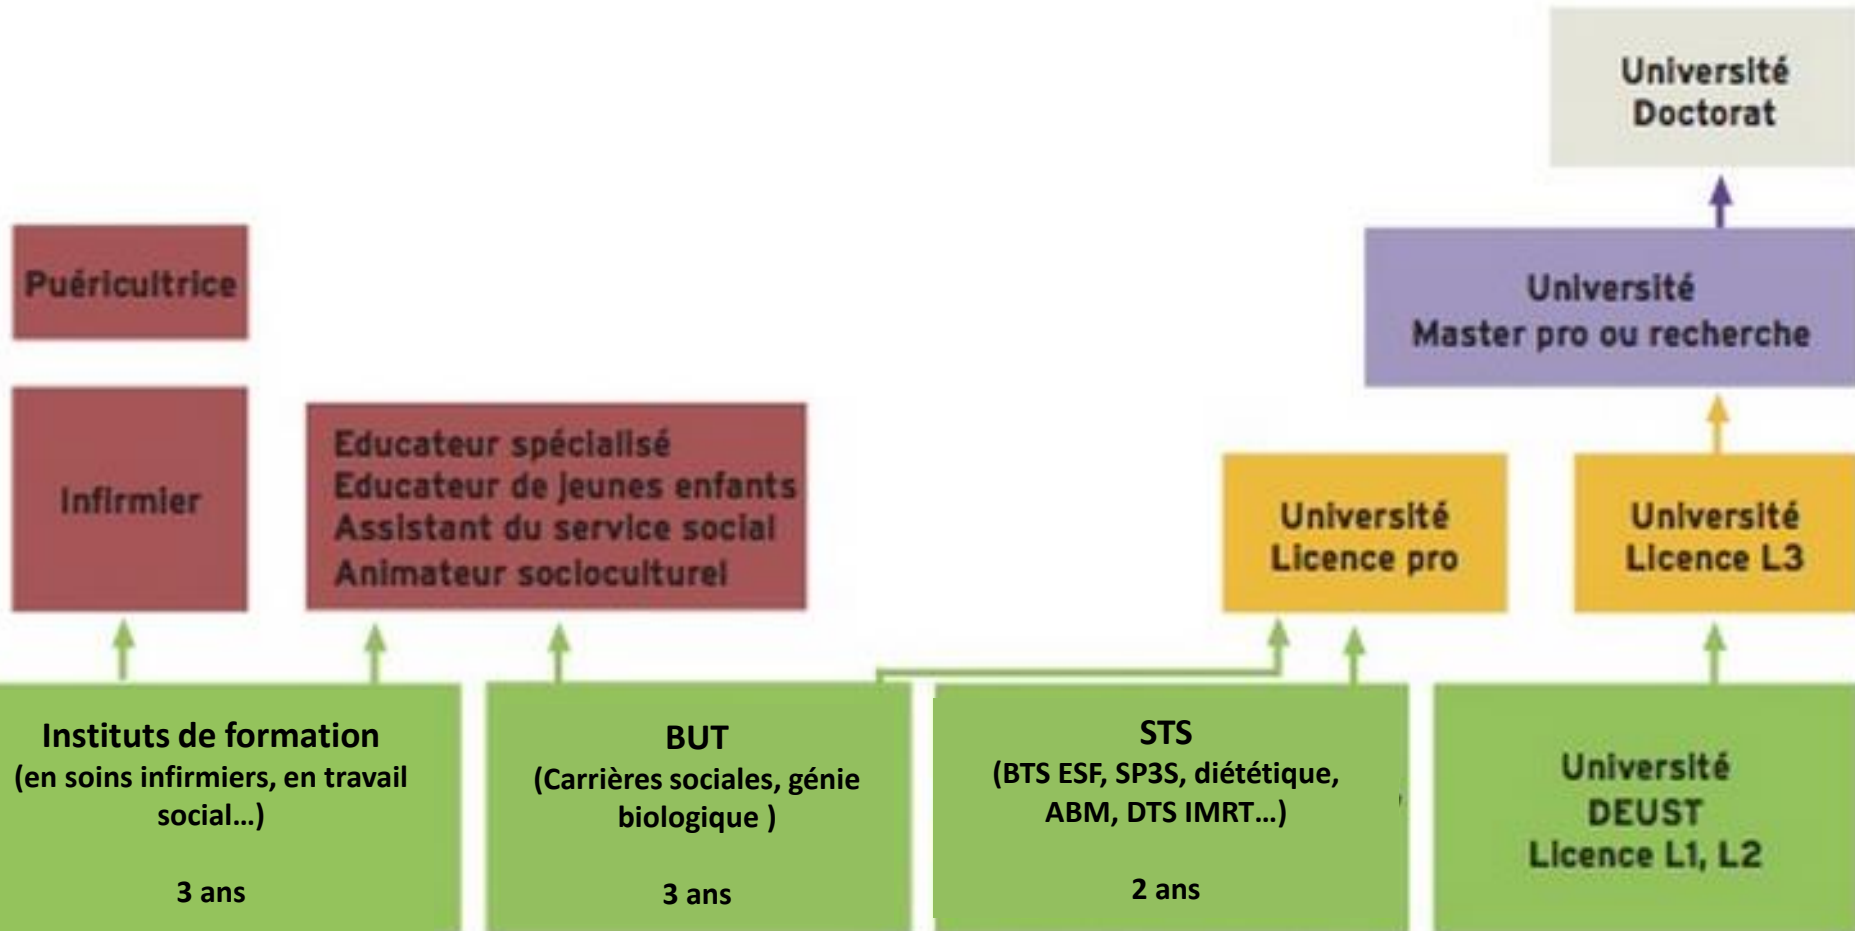 Université
Doctorat
Puéricultrice
Université
Master pro ou recherche
Infirmier
Educateur spécialisé
Educateur de jeunes enfants
Assistant du service social
Animateur socioculturel
Université
Licence pro
Université
Licence L3
Instituts de formation
(en soins infirmiers, en travail
social…)
3 ans
BUT
(Carrières sociales, génie
biologique )
3 ans
STS
(BTS ESF, SP3S, diététique,
ABM, DTS IMRT…)
2 ans
Université
DEUST
Licence L1, L2